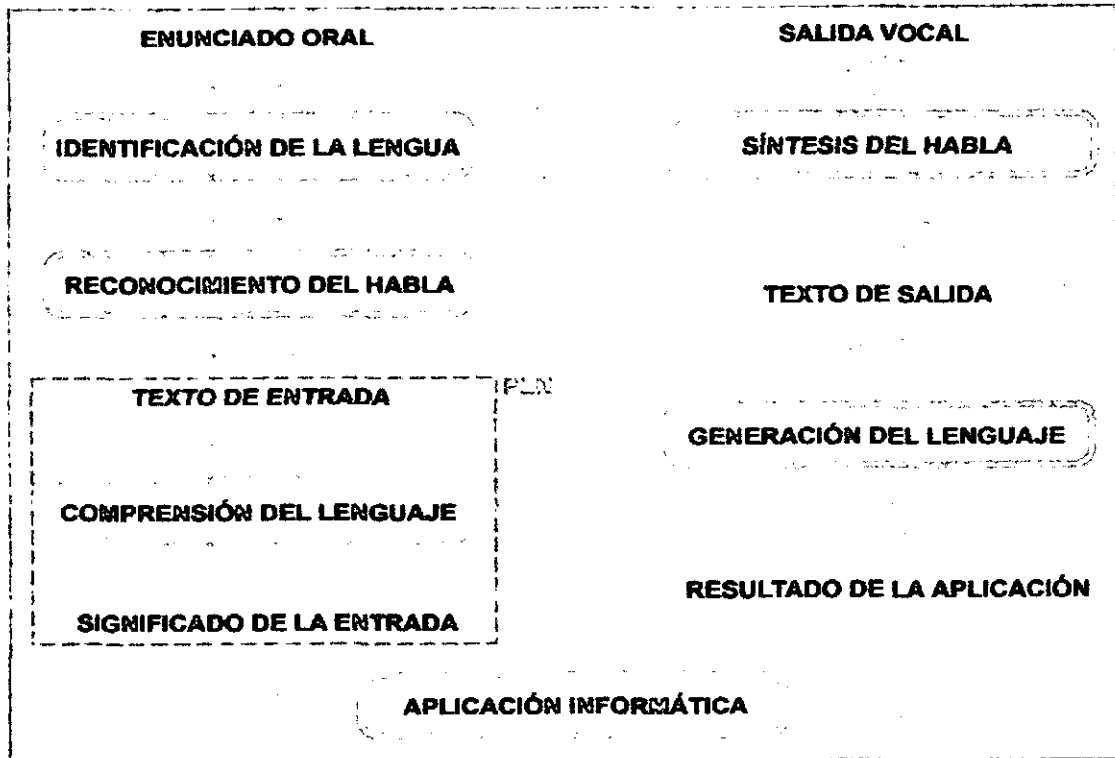 ENUNCIADO ORAL
IDENTIFICACIÓN DE LA LENGUA
RECONOCIMIENTO DEL HABLA
TEXTO DE ENTRADA
PLN
COMPRENSIÓN DEL LENGUAJE
SIGNIFICADO DE LA ENTRADA
APLICACIÓN INFORMÁTICA
SALIDA VOCAL
SÍNTESIS DEL HABLA
TEXTO DE SALIDA
GENERACIÓN DEL LENGUAJE
RESULTADO DE LA APLICACIÓN